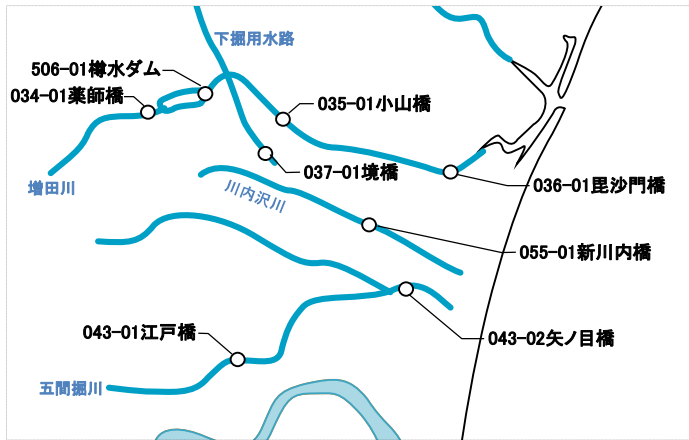 下掘用水路
506-01樽水ダム
034-01薬師橋
035-01小山橋
037-01境橋
036-01毘沙門橋
増田川
川内沢川
055-01新川内橋
043-01江戸橋
043-02矢ノ目橋
五間掘川